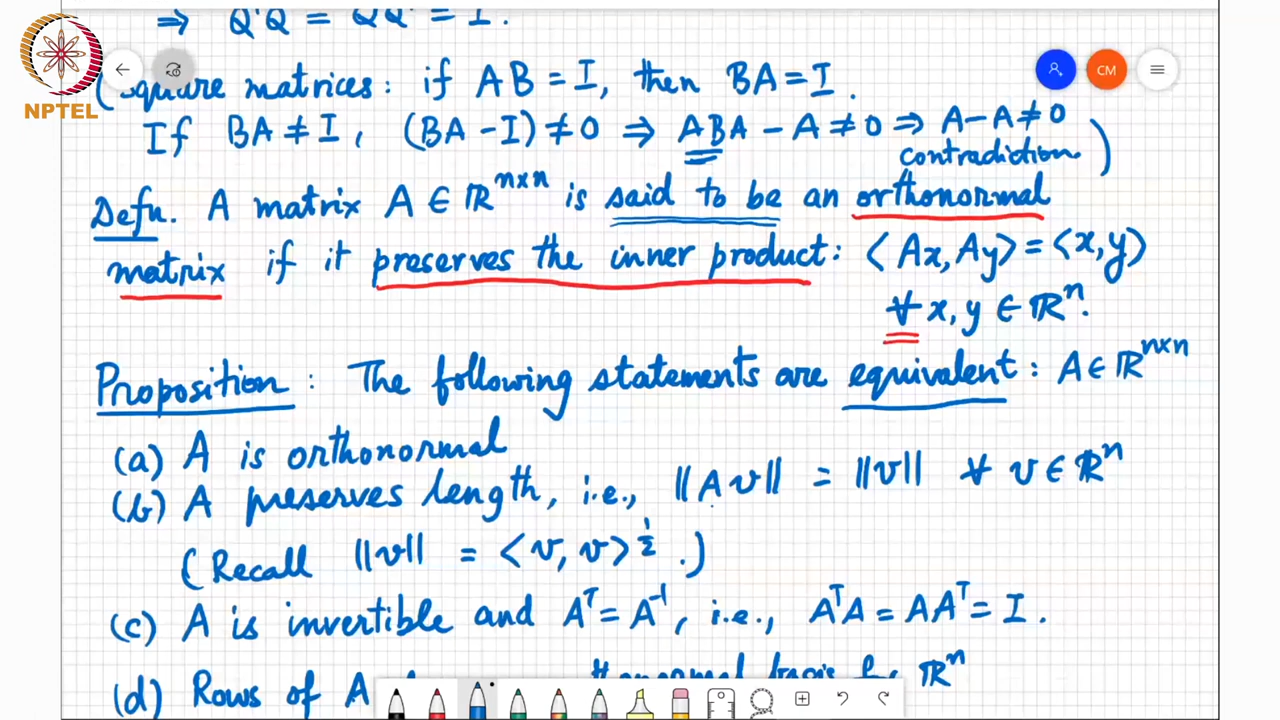 ⇒ QᵀQ = QQᵀ = I.
NPTEL
CM
(Square matrices: if AB = I, then BA = I.
If BA ≠ I, (BA - I) ≠ 0 ⇒ ABA - A ≠ 0 ⇒ A - A ≠ 0
contradiction)
Defn. A matrix A ∈ ℝⁿˣⁿ is said to be an orthonormal
matrix if it preserves the inner product: ⟨Ax, Ay⟩ = ⟨x, y⟩
∀ x, y ∈ ℝⁿ.
Proposition: The following statements are equivalent: A ∈ ℝⁿˣⁿ
(a) A is orthonormal
(b) A preserves length, i.e., ||Av|| = ||v|| ∀ v ∈ ℝⁿ
(Recall ||v|| = <v, v>^½.)
(c) A is invertible and Aᵀ = A⁻¹, i.e., AᵀA = AAᵀ = I.
(d) Rows of A basis for ℝⁿ